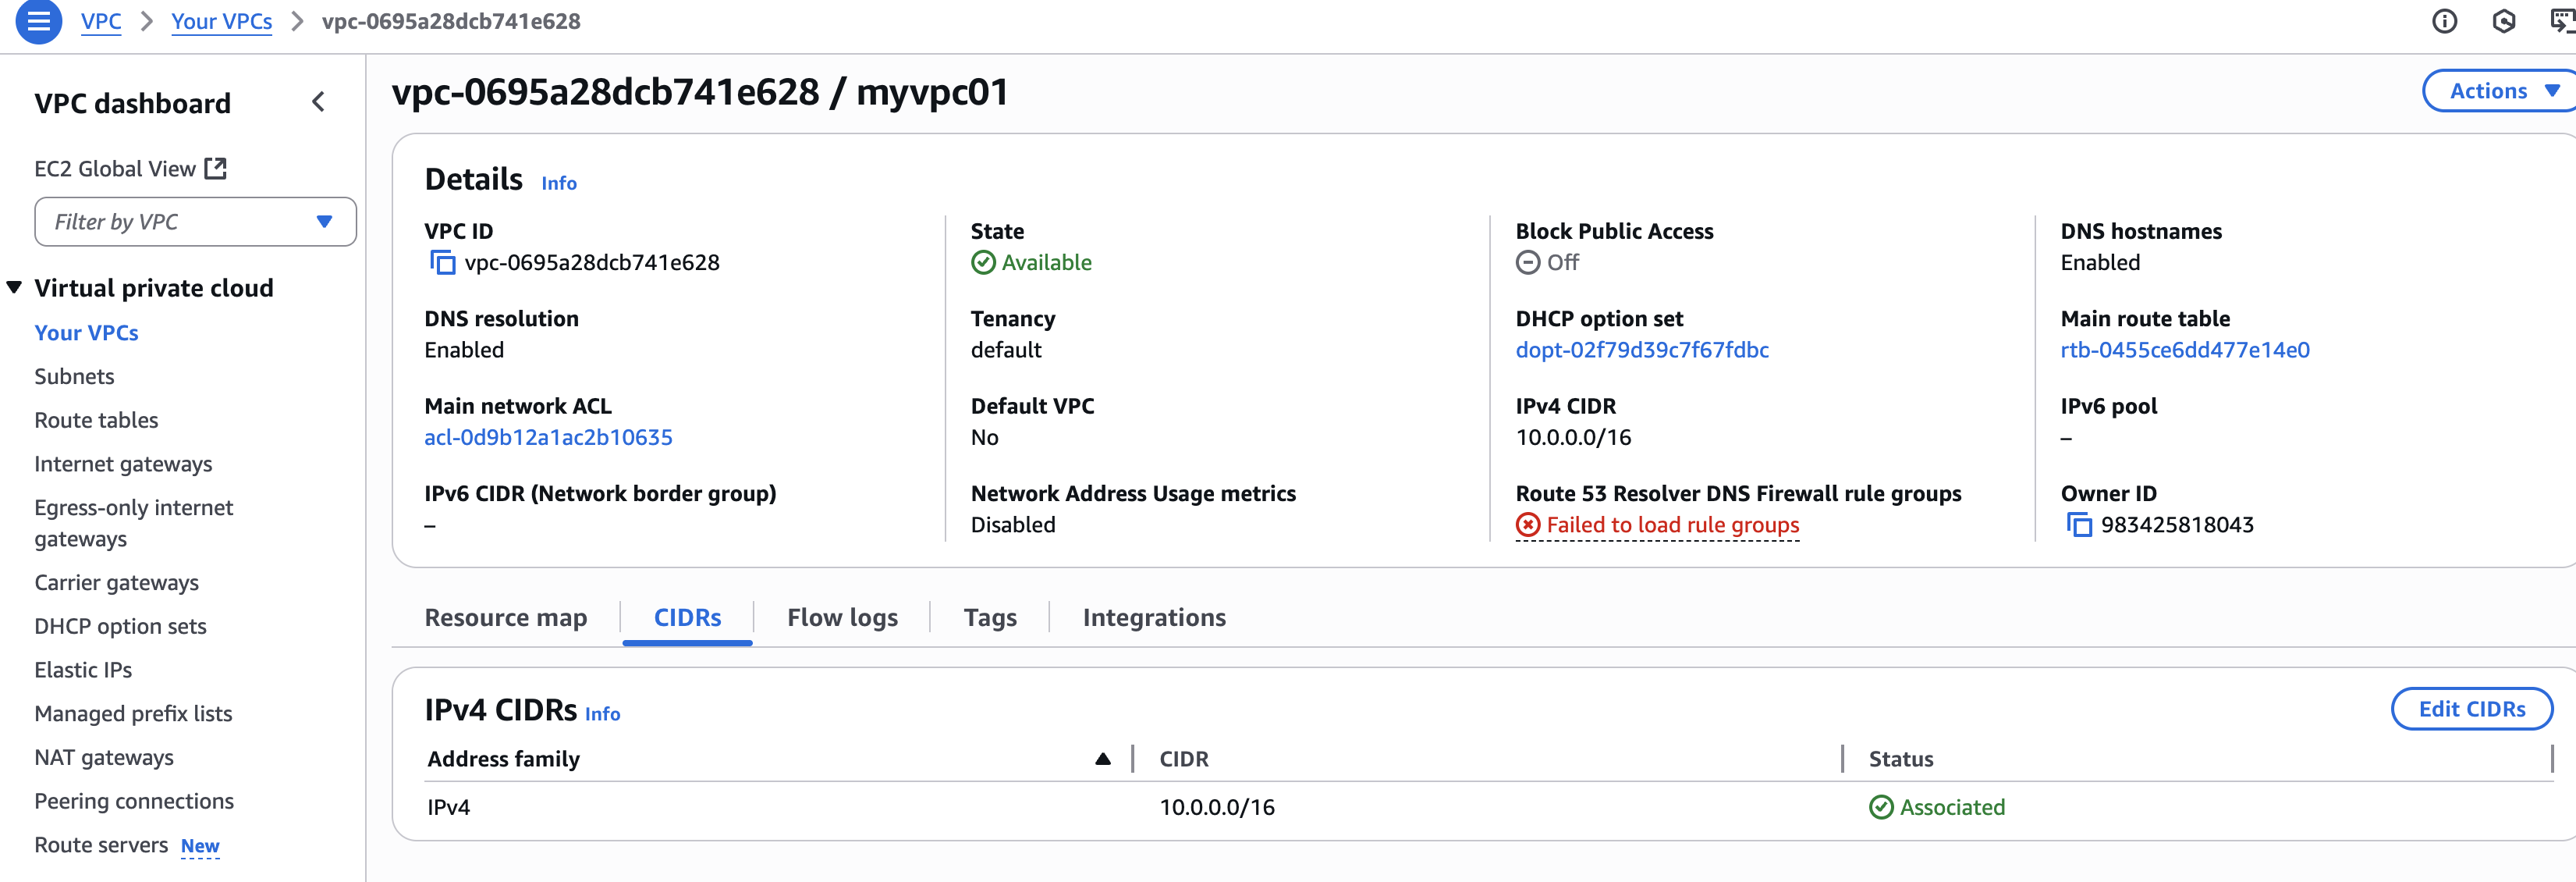 VPC > Your VPCs > vpc-0695a28dcb741e628
VPC dashboard
EC2 Global View
Filter by VPC
Virtual private cloud
Your VPCs
Subnets
Route tables
Internet gateways
Egress-only internet
gateways
Carrier gateways
DHCP option sets
Elastic IPs
Managed prefix lists
NAT gateways
Peering connections
Route servers New
vpc-0695a28dcb741e628 / myvpc01
Actions
Details Info
VPC ID
vpc-0695a28dcb741e628
State
Available
Block Public Access
Off
DNS hostnames
Enabled
DNS resolution
Enabled
Tenancy
default
DHCP option set
dopt-02f79d39c7f67fdbc
Main route table
rtb-0455ce6dd477e14e0
Main network ACL
acl-0d9b12a1ac2b10635
Default VPC
No
IPv4 CIDR
10.0.0.0/16
IPv6 pool
–
IPv6 CIDR (Network border group)
–
Network Address Usage metrics
Disabled
Route 53 Resolver DNS Firewall rule groups
Failed to load rule groups
Owner ID
983425818043
Resource map
CIDRs
Flow logs
Tags
Integrations
IPv4 CIDRs Info
Edit CIDRs
Address family
CIDR
Status
IPv4
10.0.0.0/16
Associated